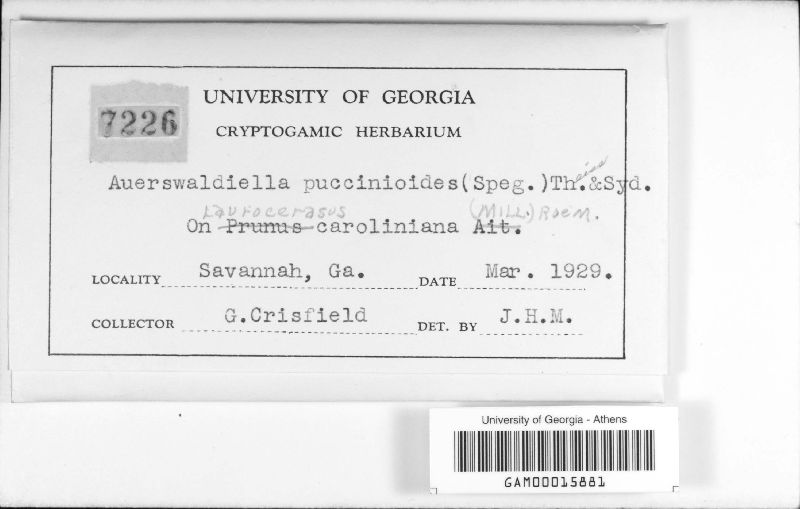 7226
UNIVERSITY OF GEORGIA
CRYPTOGAMIC HERBARIUM
Auerswaldiella puccinioides(Speg.)Theiss.&Syd.
Laurocerasus (MILL.) Roem.
On Prunus caroliniana Ait.
LOCALITY Savannah, Ga. DATE Mar. 1929.
COLLECTOR G.Crisfield DET. BY J.H.M.
University of Georgia - Athens
GAM00015881